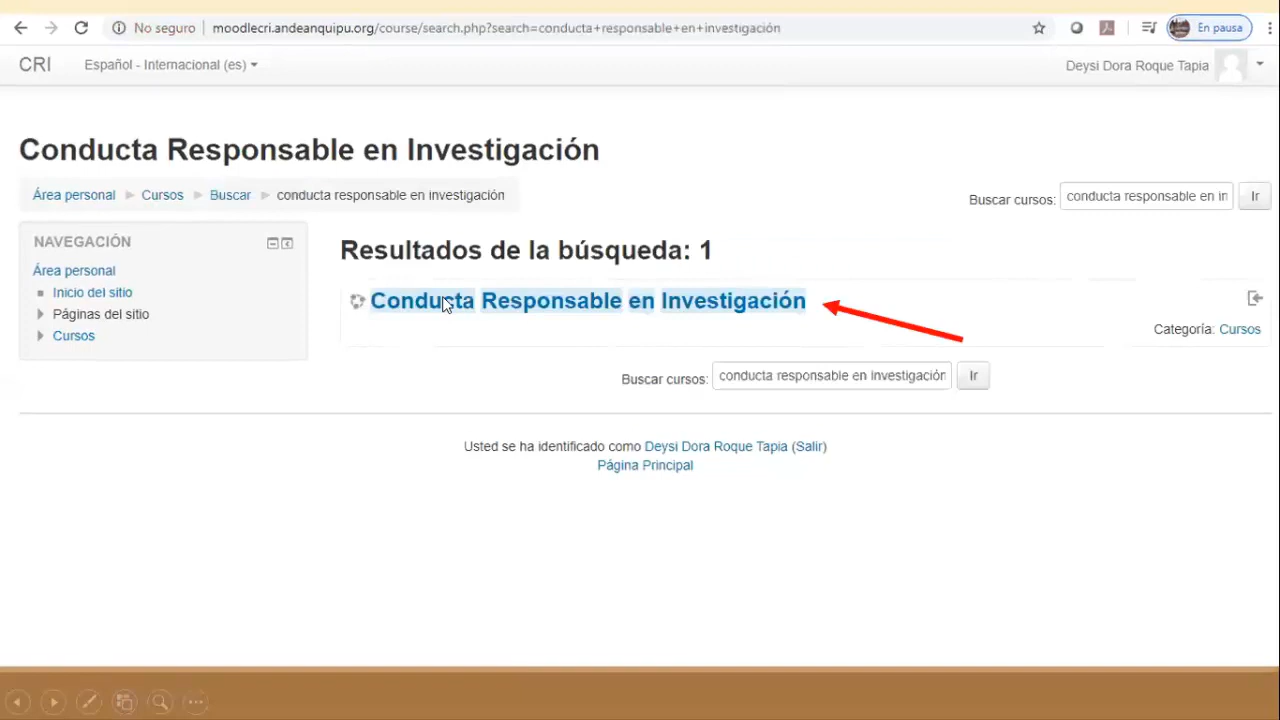 No seguro
moodlecri.andeanquipu.org/course/search.php?search=conducta+responsable+en+investigación
En pausa
CRI
Español - Internacional (es)
Deysi Dora Roque Tapia
Conducta Responsable en Investigación
Área personal
Cursos
Buscar
conducta responsable en investigación
Buscar cursos:
conducta responsable en in
Ir
NAVEGACIÓN
Área personal
Inicio del sitio
Páginas del sitio
Cursos
Resultados de la búsqueda: 1
Conducta Responsable en Investigación
Categoría: Cursos
Buscar cursos:
conducta responsable en investigación
Ir
Usted se ha identificado como Deysi Dora Roque Tapia (Salir)
Página Principal